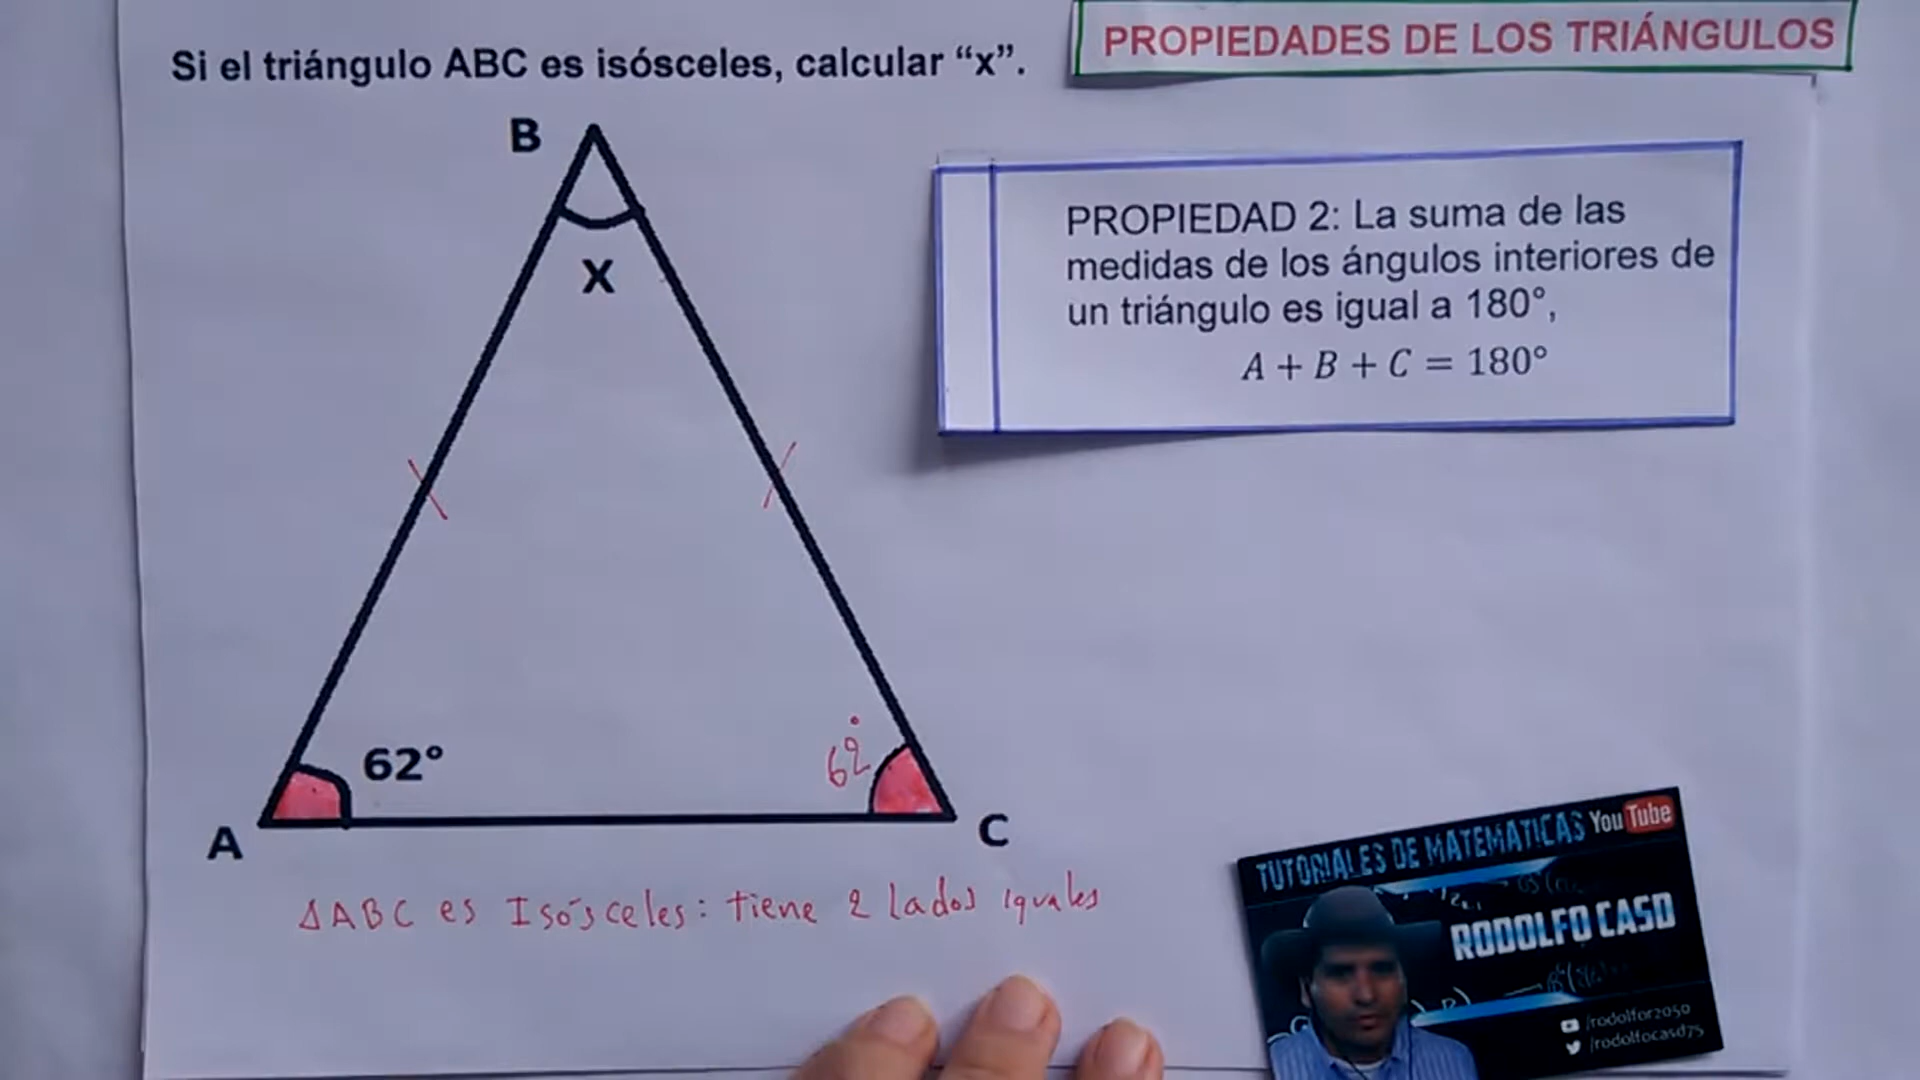 PROPIEDADES DE LOS TRIÁNGULOS
Si el triángulo ABC es isósceles, calcular “x”.
B
X
PROPIEDAD 2: La suma de las
medidas de los ángulos interiores de
un triángulo es igual a 180°,
A + B + C = 180°
62°
62°
A
C
ΔABC es Isósceles: tiene 2 lados iguales
TUTORIALES DE MATEMATICAS YouTube
RODOLFO CASD
/rodolfor2050
/rodolfocasd75